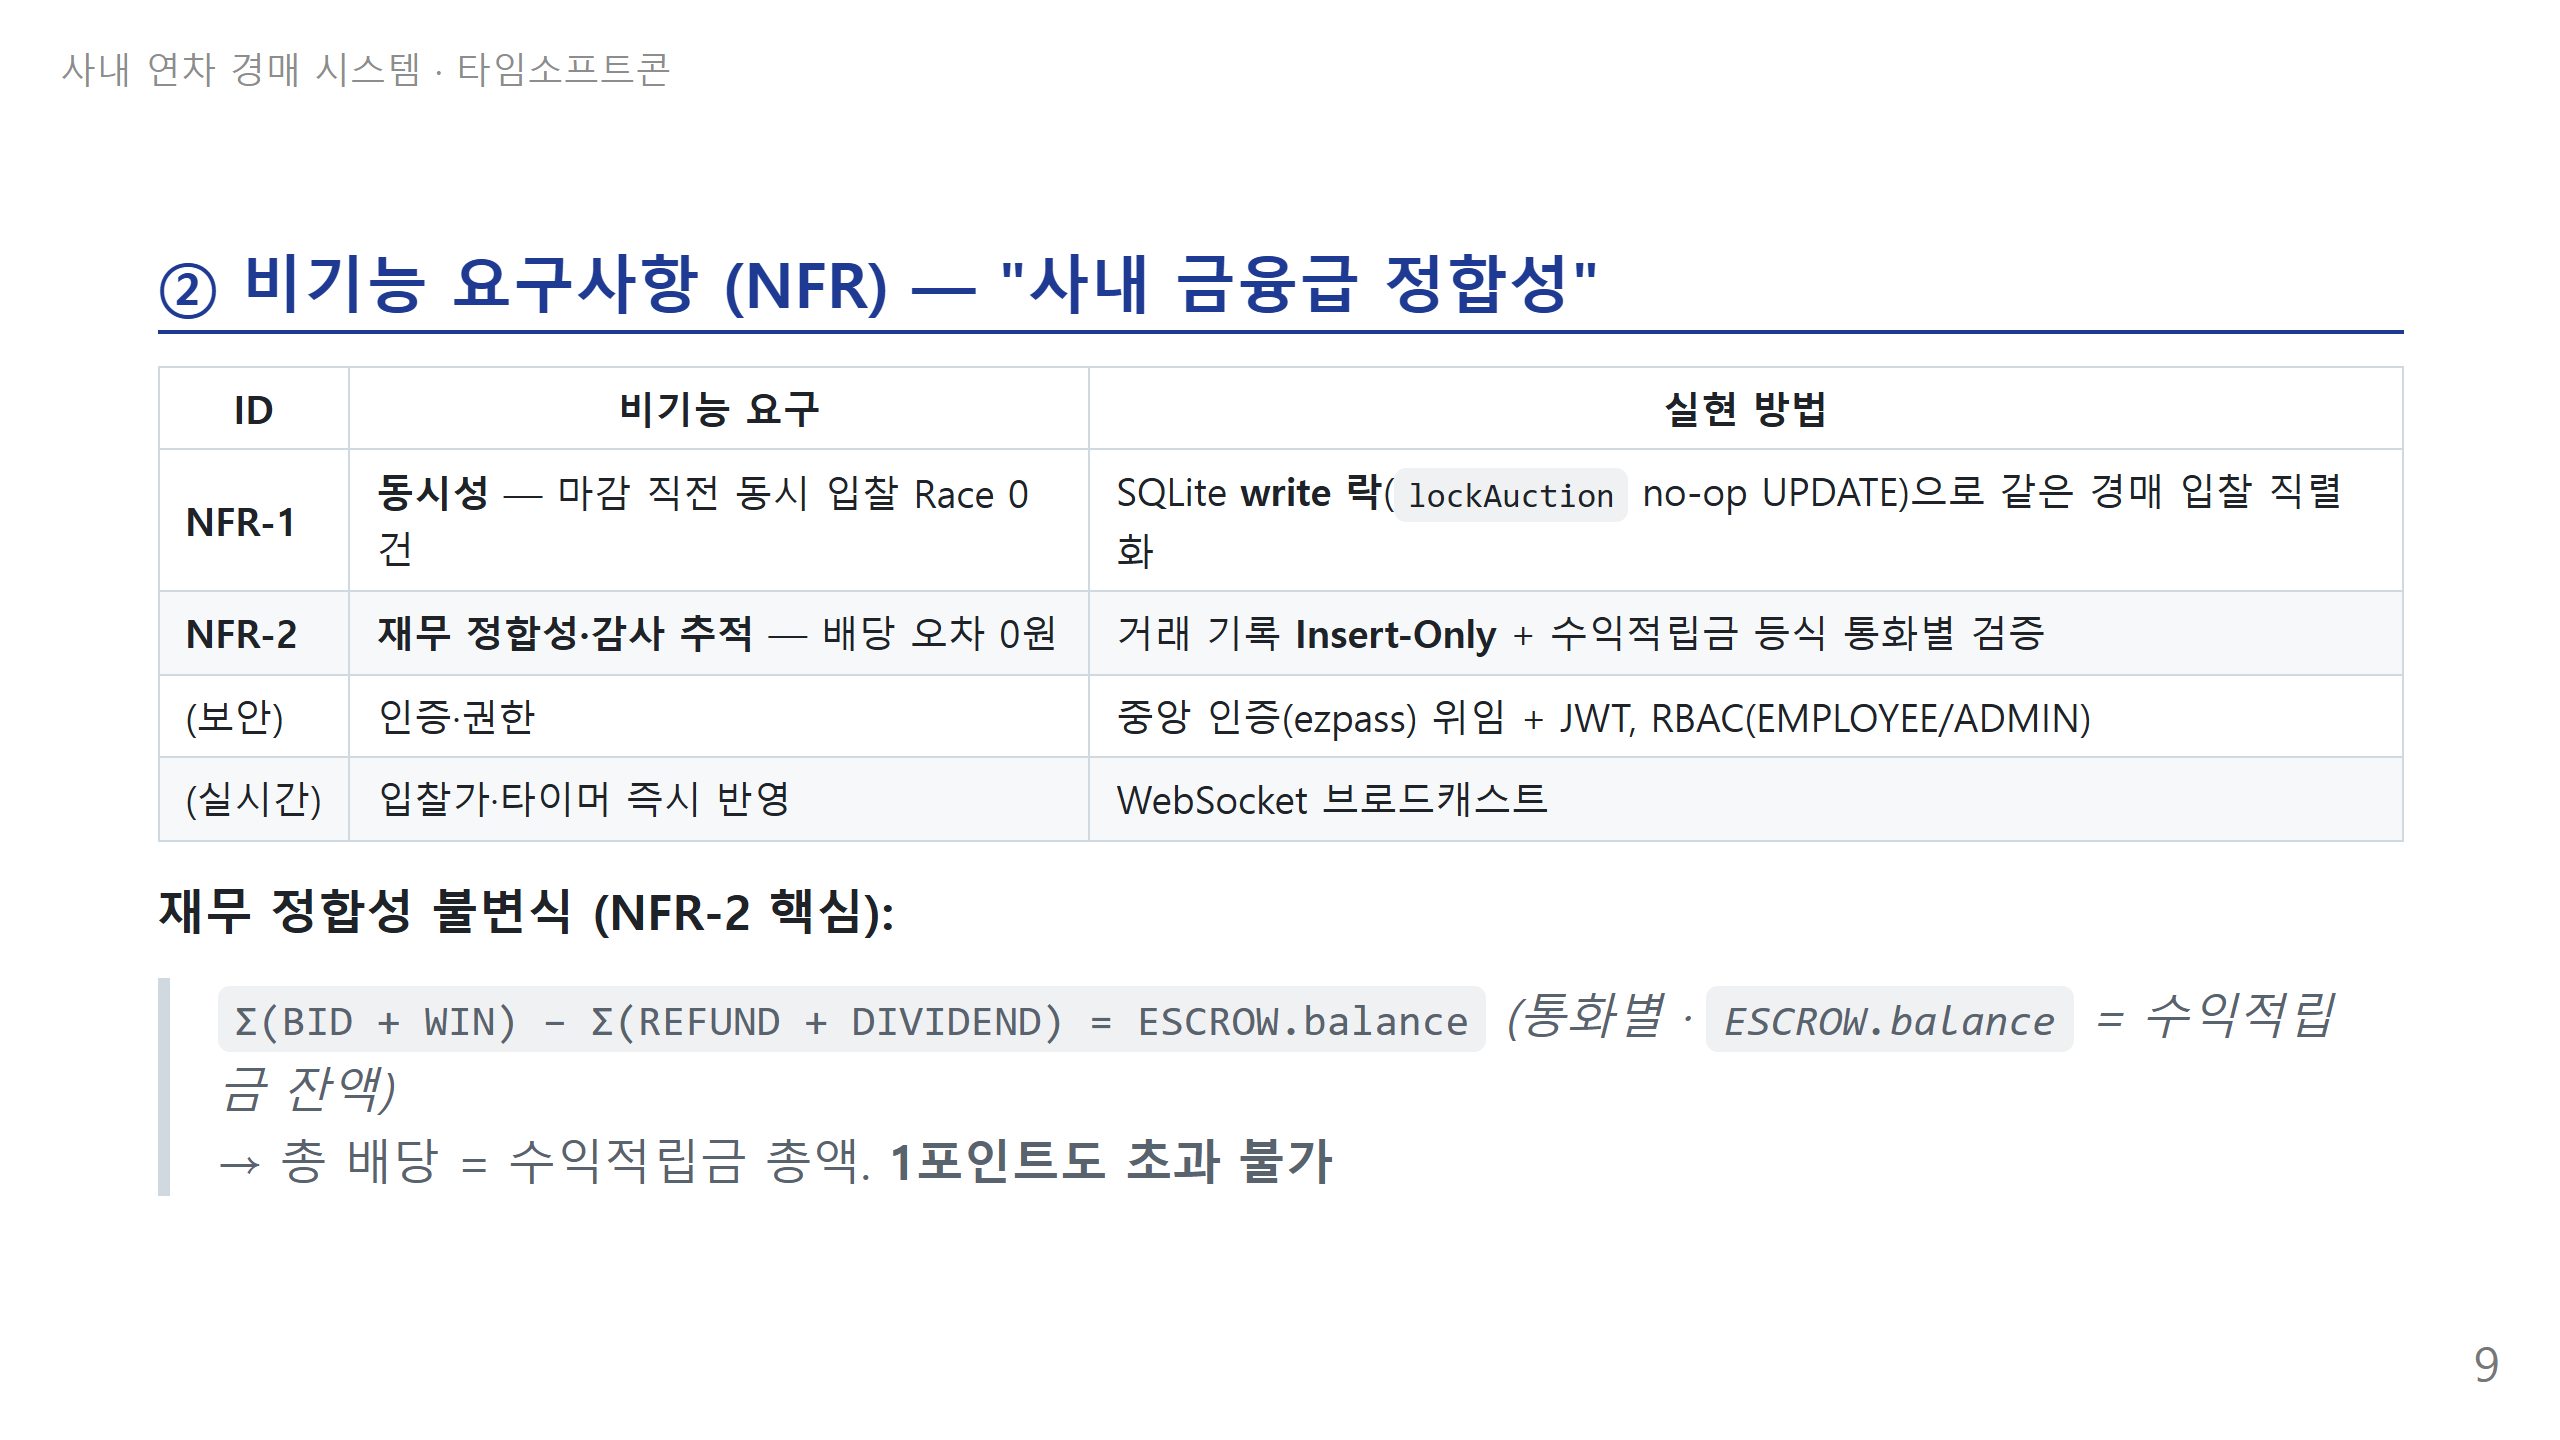 사내 연차 경매 시스템 · 타임소프트콘
② 비기능 요구사항 (NFR) — "사내 금융급 정합성"
ID 비기능 요구 실현 방법
NFR-1 동시성 — 마감 직전 동시 입찰 Race 0
건
SQLite write 락(lockAuction no-op UPDATE)으로 같은 경매 입찰 직렬
화
NFR-2 재무 정합성·감사 추적 — 배당 오차 0원 거래 기록 Insert-Only + 수익적립금 등식 통화별 검증
(보안) 인증·권한 중앙 인증(ezpass) 위임 + JWT, RBAC(EMPLOYEE/ADMIN)
(실시간) 입찰가·타이머 즉시 반영 WebSocket 브로드캐스트
재무 정합성 불변식 (NFR-2 핵심):
Σ(BID + WIN) − Σ(REFUND + DIVIDEND) = ESCROW.balance (통화별 · ESCROW.balance = 수익적립
금 잔액)
→ 총 배당 = 수익적립금 총액. 1포인트도 초과 불가
9